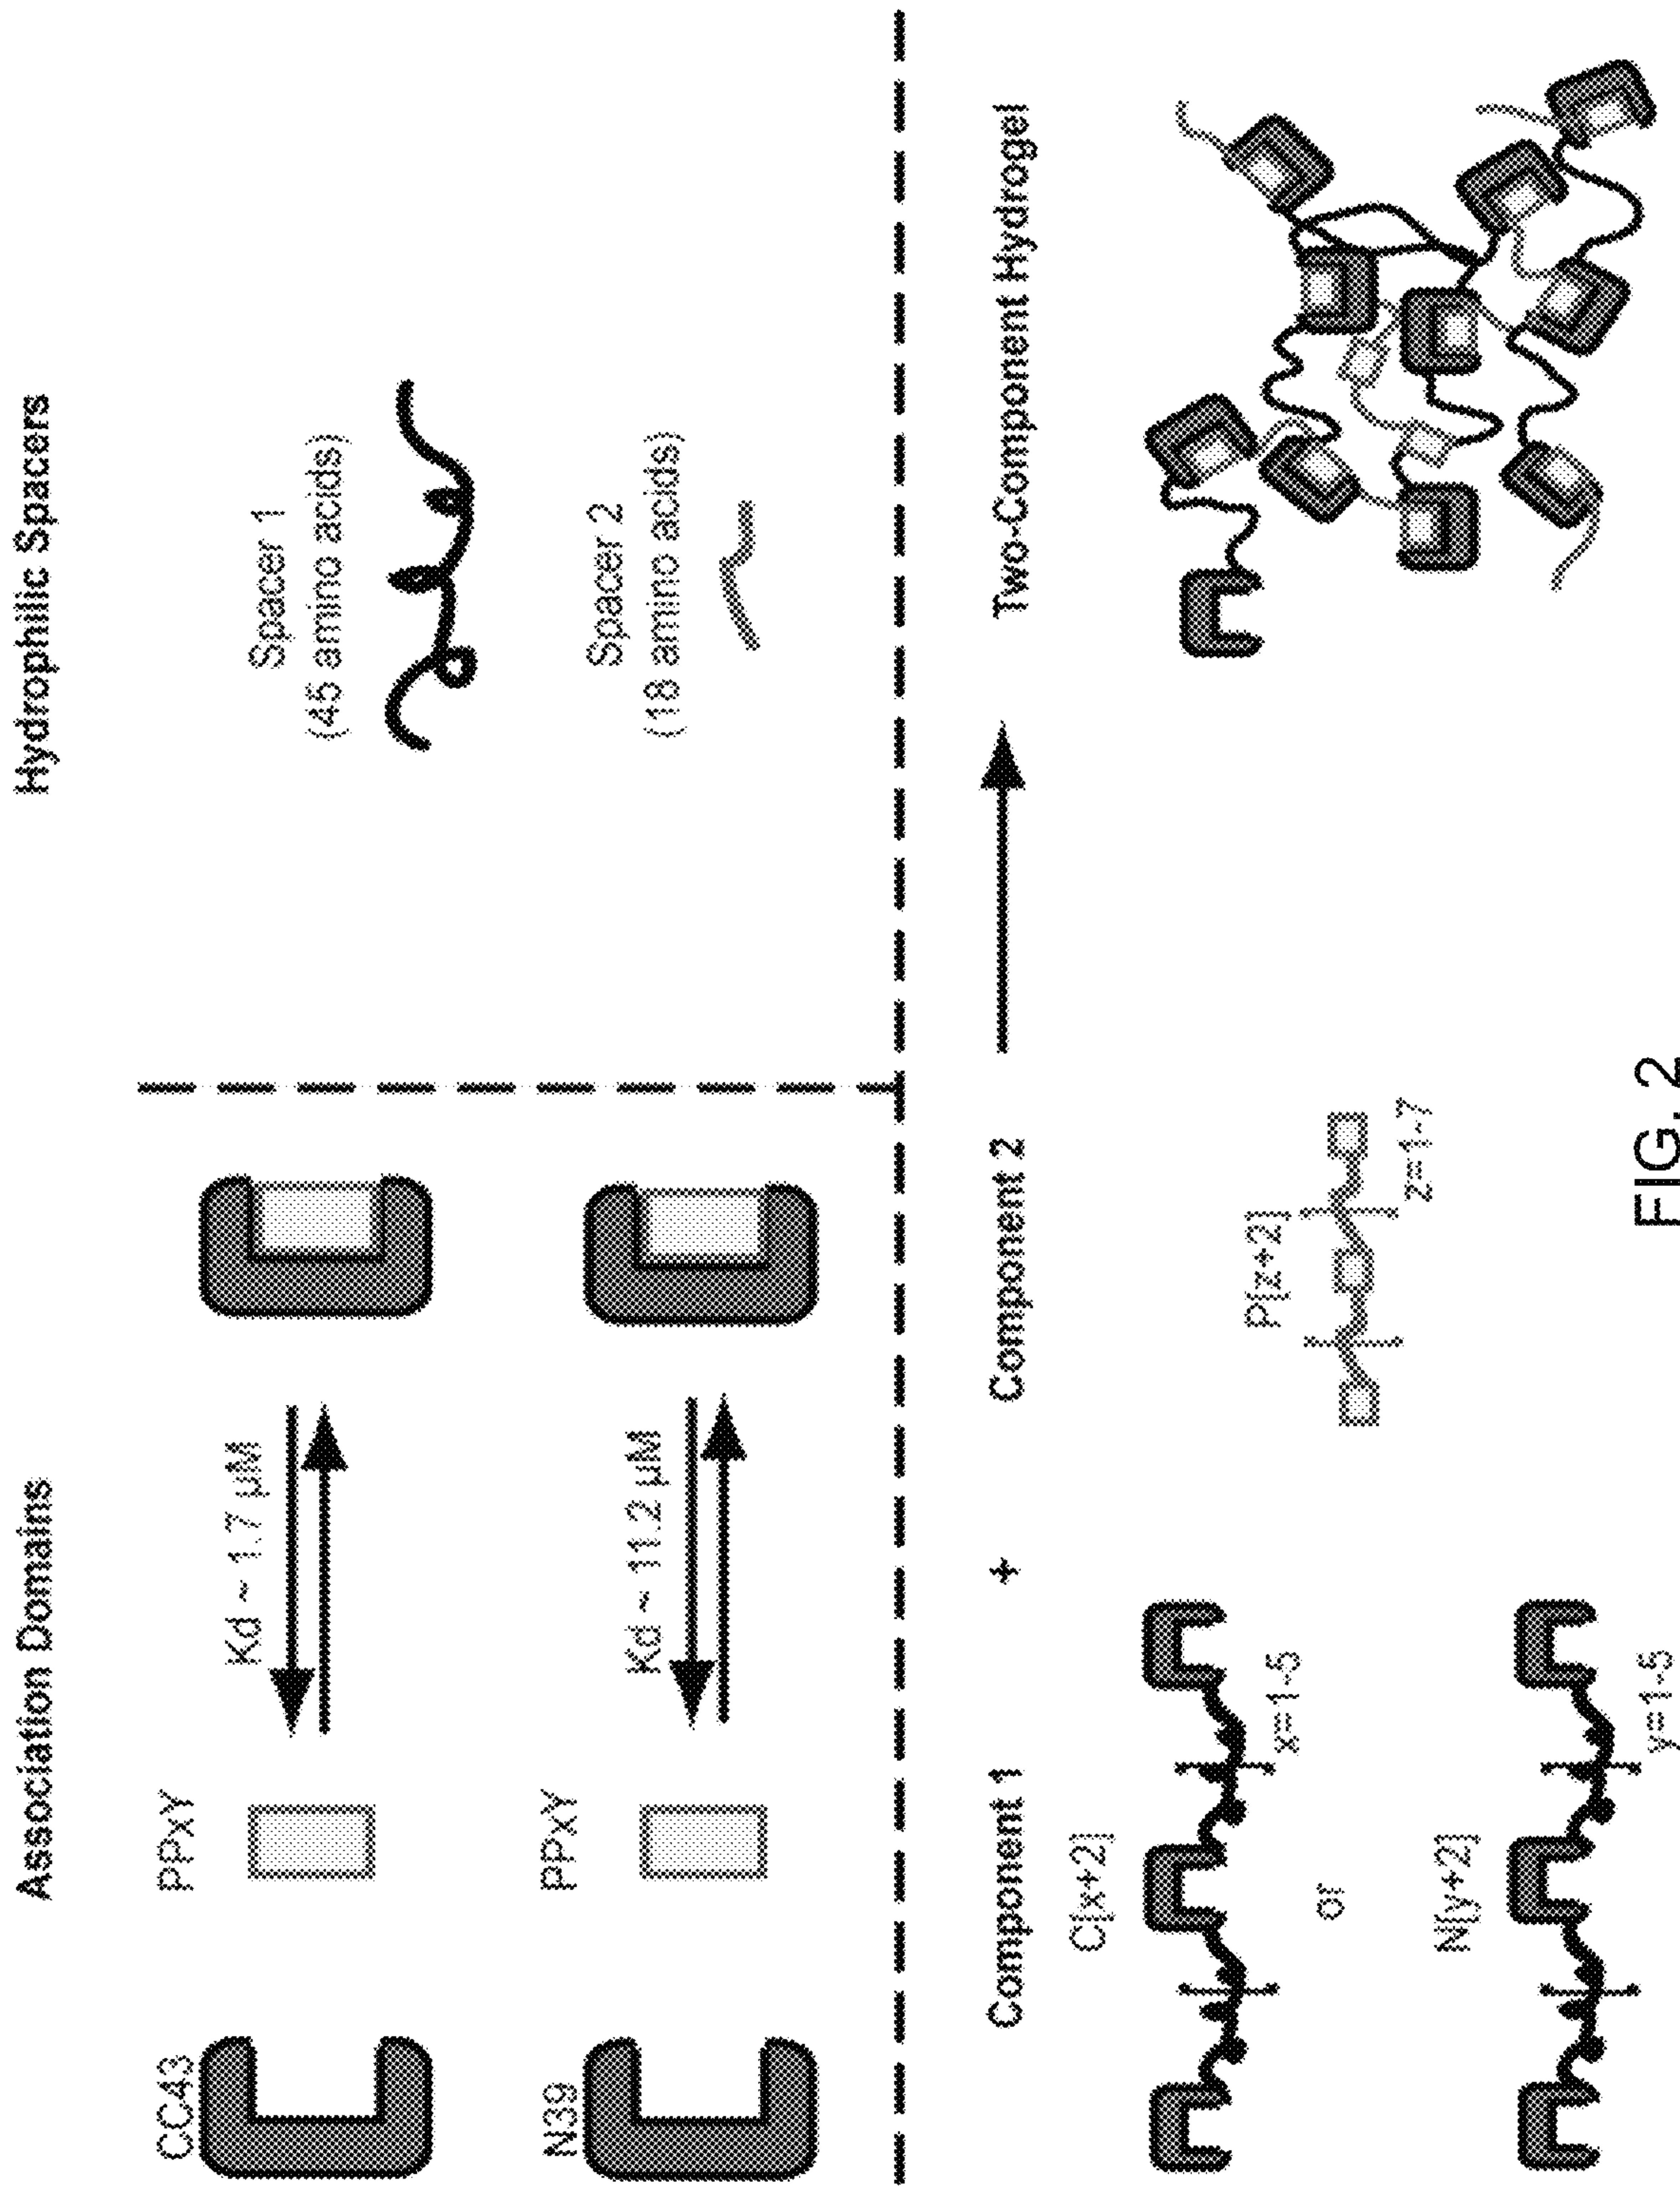 Association Domains
Hydrophilic Spacers
CC43
PPxY
Kd ~ 1.7 µM
Spacer 1
(45 amino acids)
N39
PPxY
Kd ~ 11.2 µM
Spacer 2
(18 amino acids)
Component 1
+
Component 2
Two-Component Hydrogel
C[x+2]
x=1-5
P[z+2]
z=1-7
or
N[y+2]
y=1-5
FIG. 2